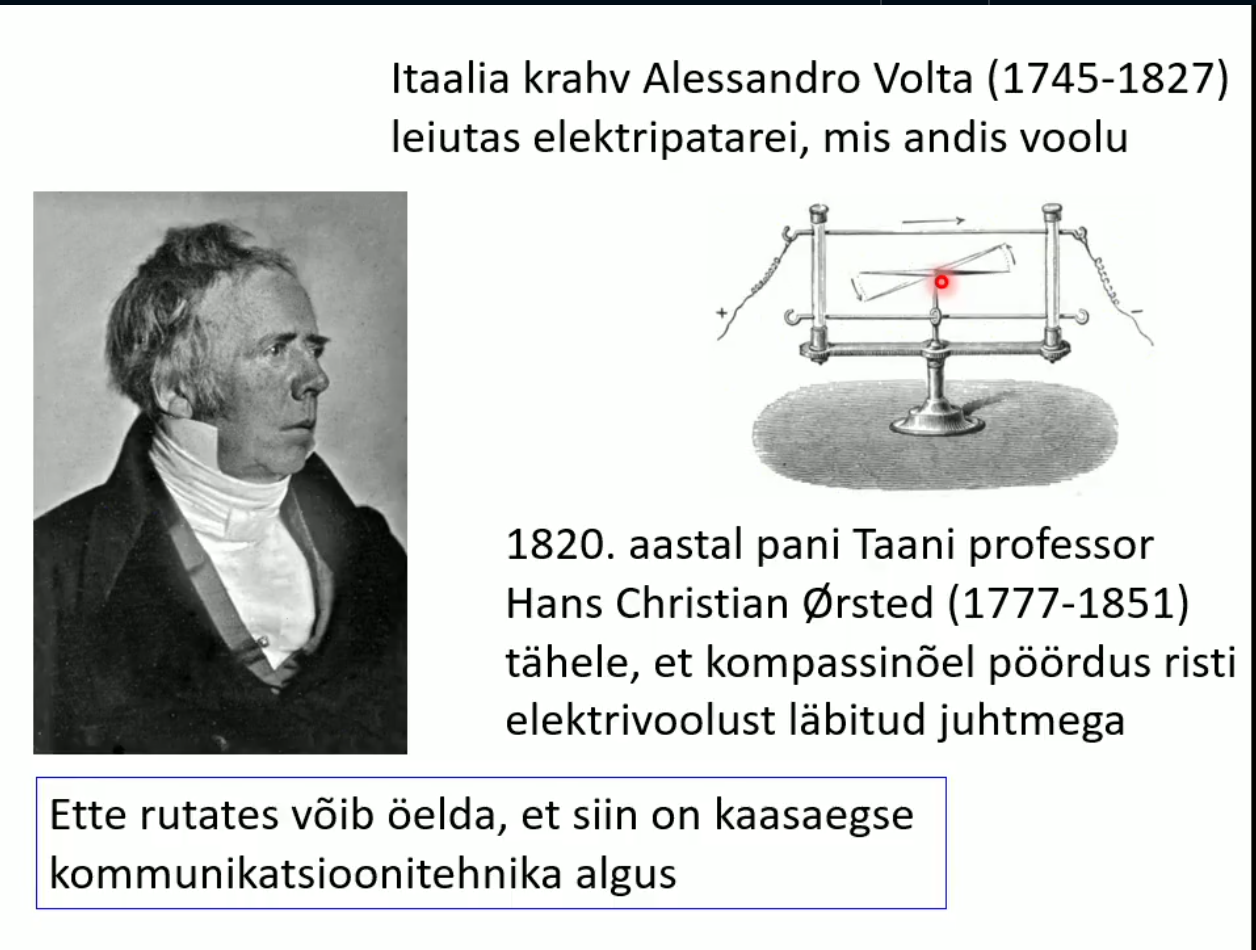 Itaalia krahv Alessandro Volta (1745-1827)
leiutas elektripatarei, mis andis voolu
+
−
1820. aastal pani Taani professor
Hans Christian Ørsted (1777-1851)
tähele, et kompassinõel pöördus risti
elektrivoolust läbitud juhtmega
Ette rutates võib öelda, et siin on kaasaegse
kommunikatsioonitehnika algus